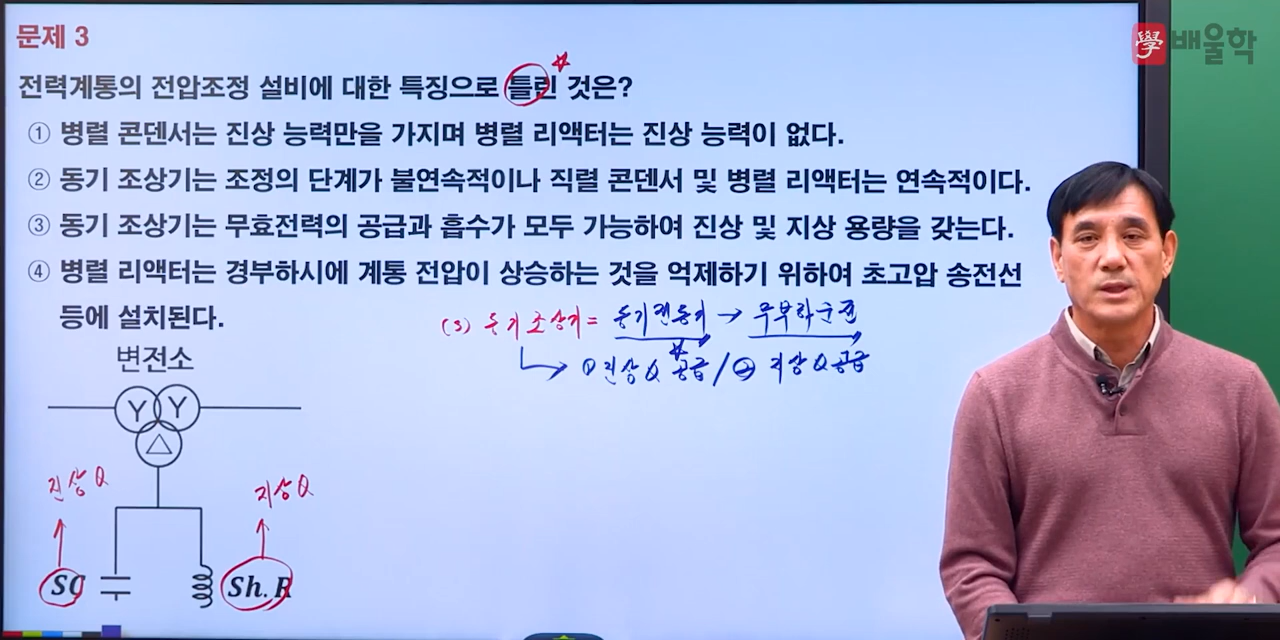 문제 3
學 배울학
전력계통의 전압조정 설비에 대한 특징으로 틀린 것은?
① 병렬 콘덴서는 진상 능력만을 가지며 병렬 리액터는 진상 능력이 없다.
② 동기 조상기는 조정의 단계가 불연속적이나 직렬 콘덴서 및 병렬 리액터는 연속적이다.
③ 동기 조상기는 무효전력의 공급과 흡수가 모두 가능하여 진상 및 지상 용량을 갖는다.
④ 병렬 리액터는 경부하시에 계통 전압이 상승하는 것을 억제하기 위하여 초고압 송전선
등에 설치된다.
(3) 동기조상기 = 동기전동기 → 무부하운전
① 진상 Q 공급 / ② 지상 Q 공급
변전소
Y Y
△
진상 Q 지상 Q
SC Sh. R